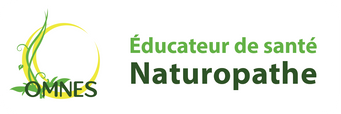 OMNES
Éducateur de santé
Naturopathe